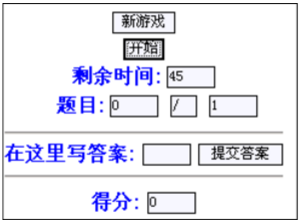 新游戏
开始
剩余时间: 45
题目: 0 / 1
在这里写答案: 提交答案
得分: 0